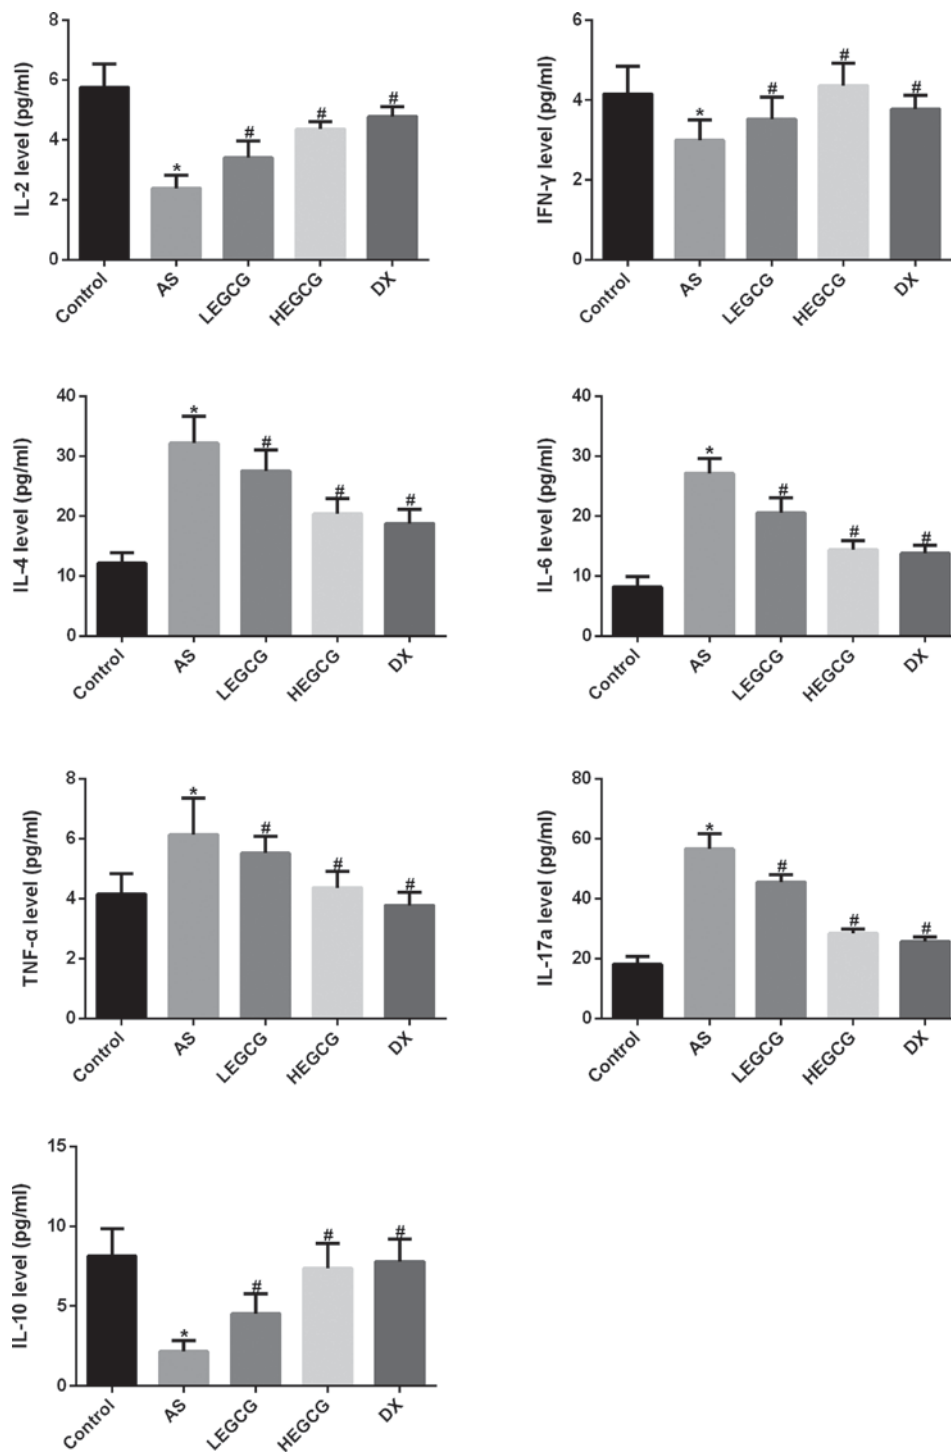 8
6
4
2
0
IL-2 level (pg/ml)
*
#
#
#
Control
AS
LEGCG
HEGCG
DX
6
4
2
0
IFN-γ level (pg/ml)
*
#
#
#
Control
AS
LEGCG
HEGCG
DX
40
30
20
10
0
IL-4 level (pg/ml)
*
#
#
#
Control
AS
LEGCG
HEGCG
DX
40
30
20
10
0
IL-6 level (pg/ml)
*
#
#
#
Control
AS
LEGCG
HEGCG
DX
8
6
4
2
0
TNF-α level (pg/ml)
*
#
#
#
Control
AS
LEGCG
HEGCG
DX
80
60
40
20
0
IL-17a level (pg/ml)
*
#
#
#
Control
AS
LEGCG
HEGCG
DX
15
10
5
0
IL-10 level (pg/ml)
*
#
#
#
Control
AS
LEGCG
HEGCG
DX